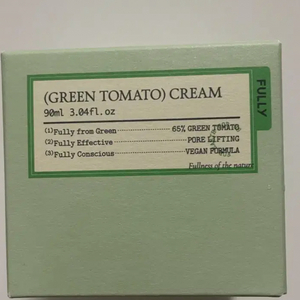 (GREEN TOMATO) CREAM
90ml 3.04fl.oz
FULLY
(1)Fully from Green 65% GREEN TOMATO
(2)Fully Effective PORE LIFTING
(3)Fully Conscious VEGAN FORMULA
Fullness of the nature